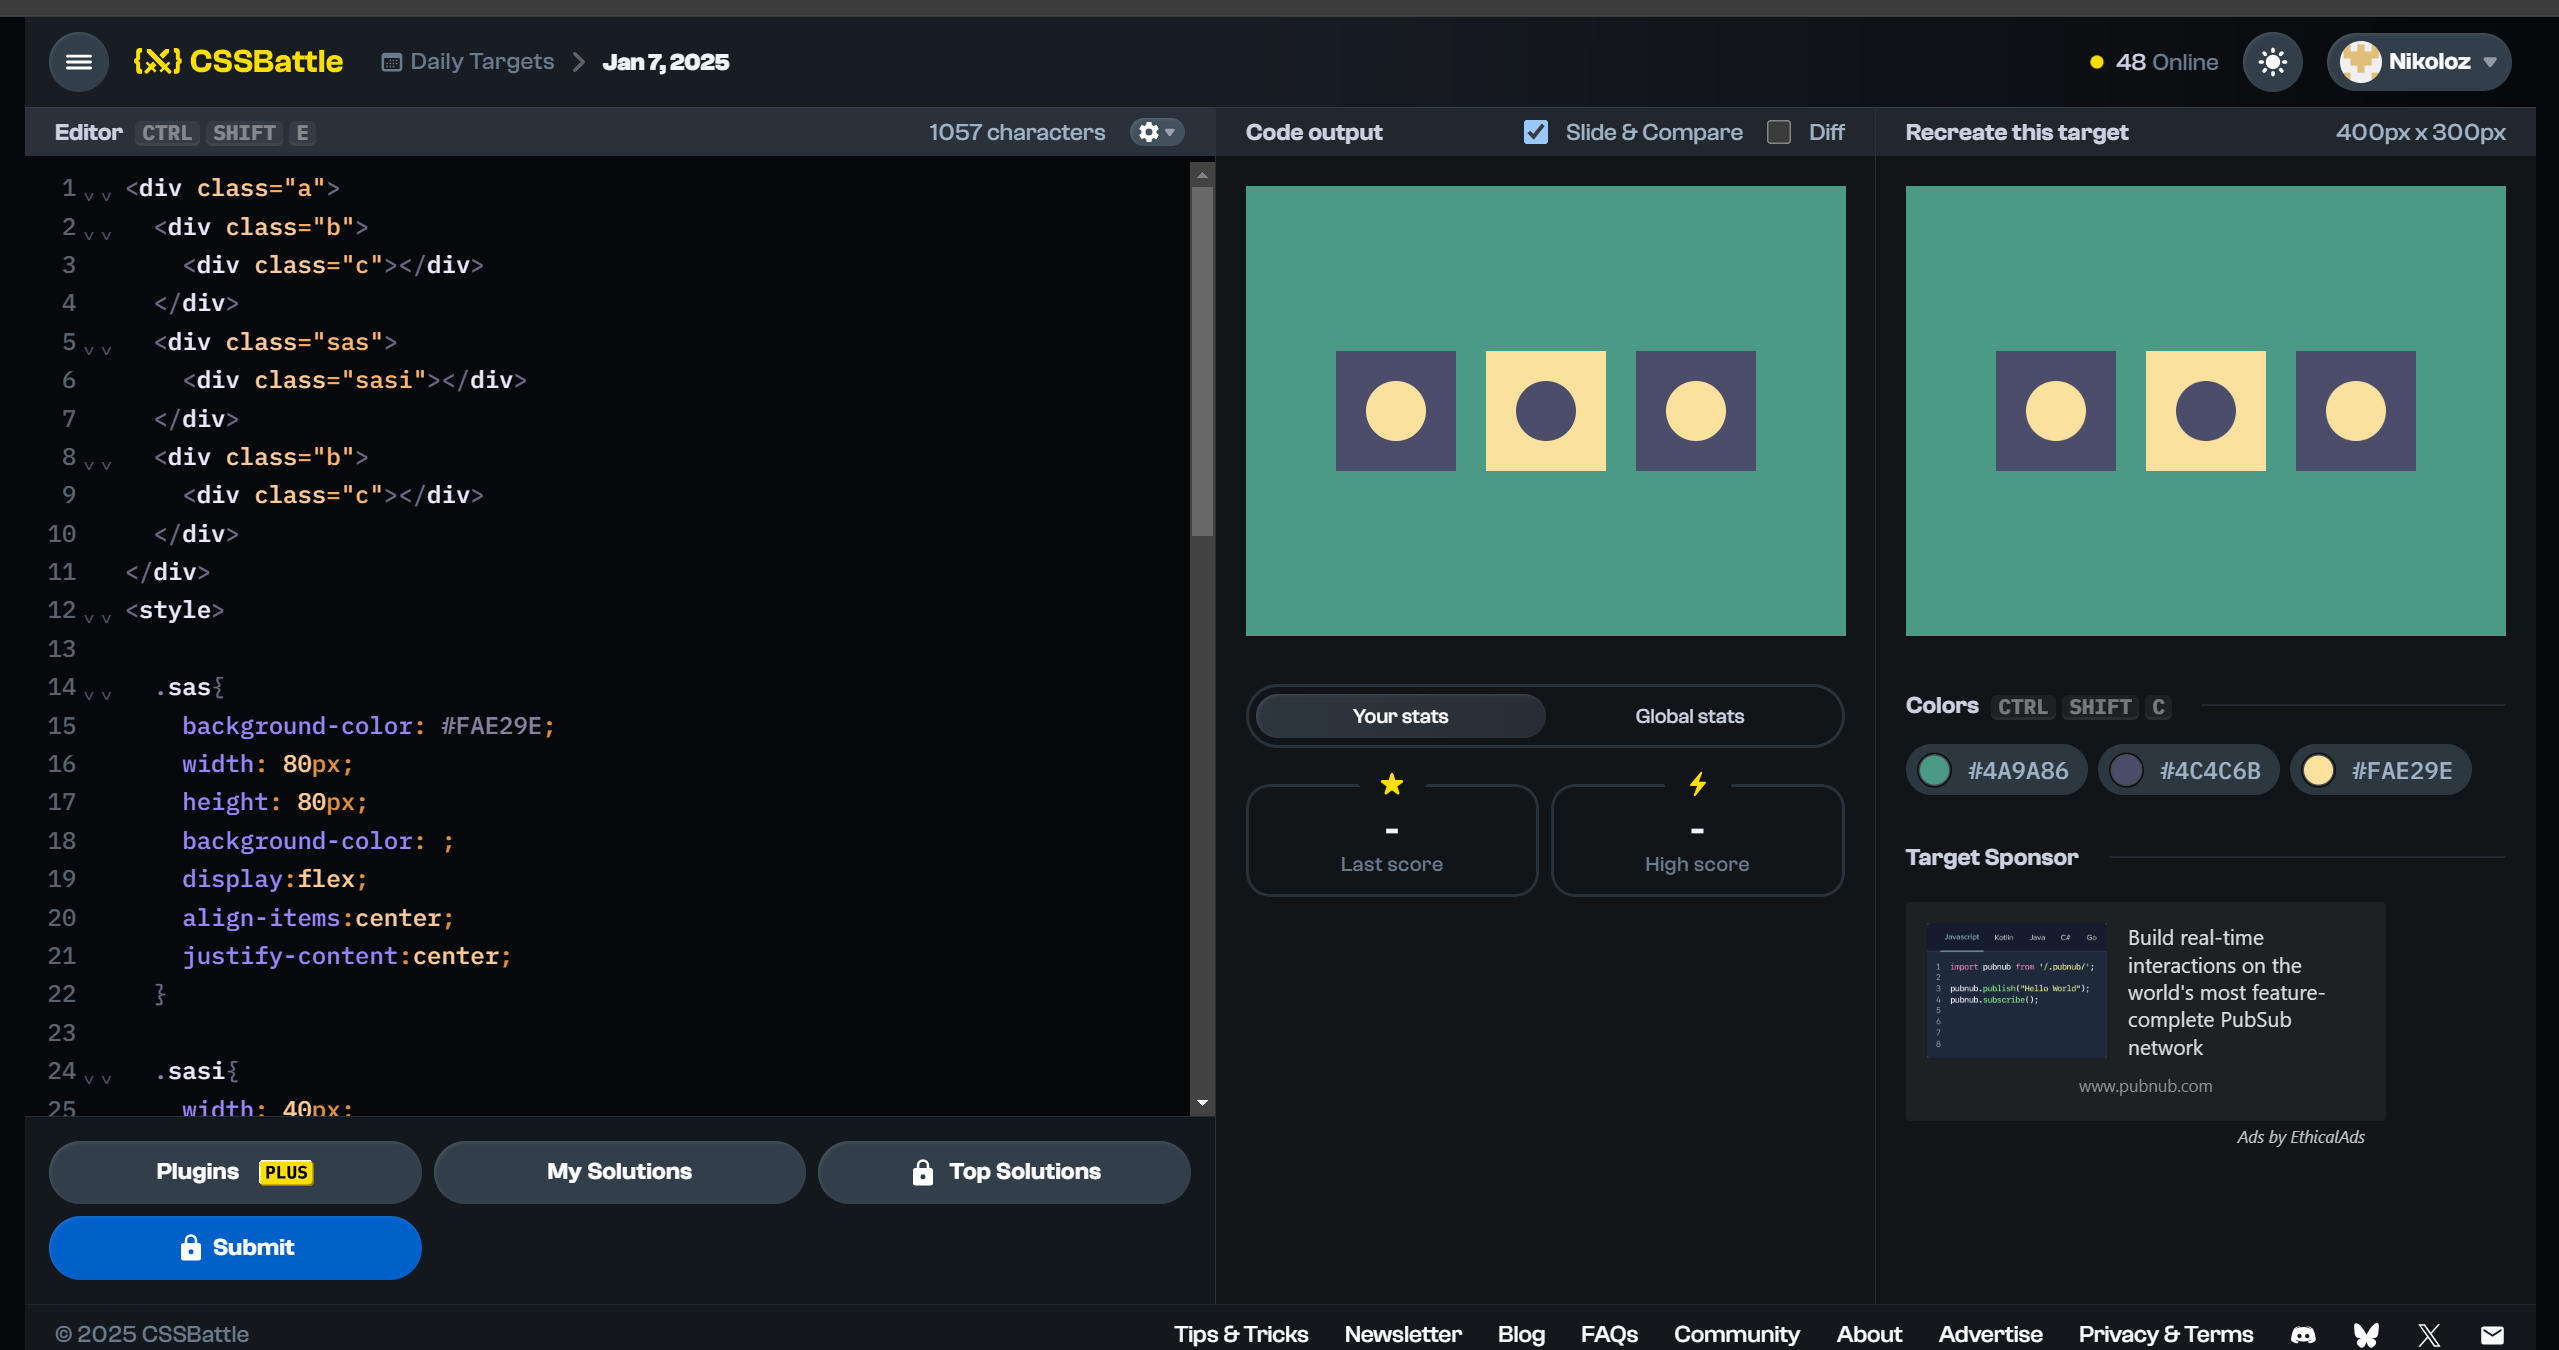 CSSBattle
Daily Targets
Jan 7, 2025
48 Online
Nikoloz
Editor CTRL SHIFT E
1057 characters
1 <div class="a">
2 <div class="b">
3 <div class="c"></div>
4 </div>
5 <div class="sas">
6 <div class="sasi"></div>
7 </div>
8 <div class="b">
9 <div class="c"></div>
10 </div>
11 </div>
12 <style>
13
14 .sas{
15 background-color: #FAE29E;
16 width: 80px;
17 height: 80px;
18 background-color: ;
19 display:flex;
20 align-items:center;
21 justify-content:center;
22 }
23
24 .sasi{
25 width: 40px;
Plugins PLUS
My Solutions
Top Solutions
Submit
Code output
Slide & Compare
Diff
Your stats
Global stats
-
Last score
-
High score
Recreate this target
400px x 300px
Colors CTRL SHIFT C
#4A9A86
#4C4C6B
#FAE29E
Target Sponsor
Javascript Kotlin Java C# Go
1 import pubnub from '/.pubnub/';
2
3 pubnub.publish("Hello World");
4 pubnub.subscribe();
5
6
7
8
Build real-time
interactions on the
world's most feature-
complete PubSub
network
www.pubnub.com
Ads by EthicalAds
© 2025 CSSBattle
Tips & Tricks
Newsletter
Blog
FAQs
Community
About
Advertise
Privacy & Terms